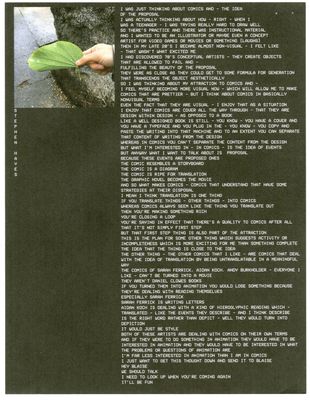 I WAS JUST THINKING ABOUT COMICS AND - THE IDEA
OF THE PROPOSAL
I WAS ACTUALLY THINKING ABOUT HOW - RIGHT - WHEN I
WAS A TEENAGER - I WAS TRYING REALLY HARD TO DRAW WELL
SO THERE'S PRACTICE AND THERE WAS INSTRUCTIONAL MATERIAL
AND I WANTED TO BE AN ILLUSTRATOR OR MAYBE EVEN A CONCEPT
ARTIST FOR VIDEO GAMES OR MOVIES OR SOMETHING [LAUGHS]
THEN IN MY LATE 20'S I BECAME ALMOST NON-VISUAL - I FELT LIKE
- THAT WASN'T WHAT EXCITED ME
I HAD DISCOVERED 70'S CONCEPTUAL ARTISTS - THEY CREATE OBJECTS
THAT ARE ALLOWED TO FAIL AND
FULFILLING THE BEAUTY OF THE PROPOSAL
THEY WERE AS CLOSE AS THEY COULD GET TO SOME FORMULA FOR GENERATION
THAT TRANSCENDS THE OBJECT AESTHETICALLY
SO I WAS THINKING ABOUT MY ATTRACTION TO COMICS AND -
I FEEL MYSELF BECOMING MORE VISUAL NOW - WHICH WILL ALLOW ME TO MAKE
COMICS THAT ARE PRETTIER - BUT I THINK ABOUT COMICS IN BASICALLY
NONVISUAL TERMS
EVEN THE FACT THAT THEY ARE VISUAL - I ENJOY THAT AS A SITUATION
I ENJOY THAT COMICS ARE COVER ALL THE WAY THROUGH - THAT THEY ARE
DESIGN WITHIN DESIGN - AS OPPOSED TO A BOOK
LIKE A WELL DESIGNED BOOK IS STILL - YOU KNOW - YOU HAVE A COVER AND
YOU HAVE A TYPEFACE AND YOU PLUG IN THE - YOU KNOW - YOU COPY AND
PASTE THE WRITING INTO THAT MACHINE AND TO AN EXTENT YOU CAN SEPARATE
THAT CONTENT OF WRITING FROM THE DESIGN
WHEREAS IN COMICS YOU CAN'T SEPARATE THE CONTENT FROM THE DESIGN
BUT WHAT I'M INTERESTED IN - IN COMICS - IS THE IDEA OF EVENTS
BUT ANYWAY WHAT I WANT TO TALK ABOUT IS PROPOSAL
BECAUSE THESE EVENTS ARE PROPOSED ONES
THE COMIC RESEMBLES A STORYBOARD
THE COMIC IS A DIAGRAM
THE COMIC IS RIPE FOR TRANSLATION
THE GRAPHIC NOVEL BECOMES THE MOVIE
AND SO WHAT MAKES COMICS - COMICS THAT UNDERSTAND THAT HAVE SOME
STRATEGIES AT THEIR DISPOSAL
I MEAN I THINK TRANSLATION IS ONE THING
IF YOU TRANSLATE THINGS - OTHER THINGS - INTO COMICS
WHEREAS COMICS ALWAYS SEEM LIKE THE THING YOU TRANSLATE OUT
THEN YOU'RE MAKING SOMETHING RICH
YOU'RE CLOSING A LOOP
YOU'RE SAYING IN EFFECT THAT THERE'S A QUALITY TO COMICS AFTER ALL
THAT IT'S NOT SIMPLY FIRST STEP
BUT THAT FIRST STEP THING IS ALSO PART OF THE ATTRACTION
THIS IS THE PLAN FOR SOME OTHER THING WHICH SUGGESTS ACTIVITY OR
INCOMPLETENESS WHICH IS MORE EXCITING FOR ME THAN SOMETHING COMPLETE
THE IDEA THAT THE THING IS CLOSE TO THE IDEA
THE OTHER THING - THE OTHER COMICS THAT I LIKE - ARE COMICS THAT DEAL
WITH THE IDEA OF TRANSLATION BY BEING UNTRANSLATABLE IN A MEANINGFUL
WAY
THE COMICS OF SARAH FERRICK, AIDAN KOCH, ANDY BURKHOLDER - EVERYONE I
LIKE - CAN'T BE TURNED INTO A MOVIE
THEY AREN'T DANIEL CLOWES BOOKS
IF YOU TURNED THEM INTO ANIMATION YOU WOULD LOSE SOMETHING BECAUSE
THEY'RE DEALING WITH READING THEMSELVES
ESPECIALLY SARAH FERRICK
SARAH FERRICK IS WRITING LETTERS
AIDAN KOCH IS DEALING WITH A KIND OF HIEROGLYPHIC READING WHICH -
TRANSLATED - LIKE THE EVENTS THEY DESCRIBE - AND I THINK DESCRIBE
IS THE RIGHT WORD RATHER THAN DEPICT - WELL THEY WOULD TURN INTO
DEPICTION
IT WOULD JUST BE STYLE
BOTH OF THESE ARTISTS ARE DEALING WITH COMICS ON THEIR OWN TERMS
AND IF THEY WERE TO DO SOMETHING IN ANIMATION THEY WOULD HAVE TO BE
INTERESTED IN ANIMATION AND THEY WOULD HAVE TO BE INTERESTED IN WHAT
THE PROBLEMS OR QUESTIONS OF ANIMATION ARE
I'M FAR LESS INTERESTED IN ANIMATION THAN I AM IN COMICS
I JUST WANT TO GET THIS THOUGHT DOWN AND SEND IT TO BLAISE
HEY BLAISE
WE SHOULD TALK
I NEED TO LOOK UP WHEN YOU'RE COMING AGAIN
IT'LL BE FUN
STEPHEN HAYES